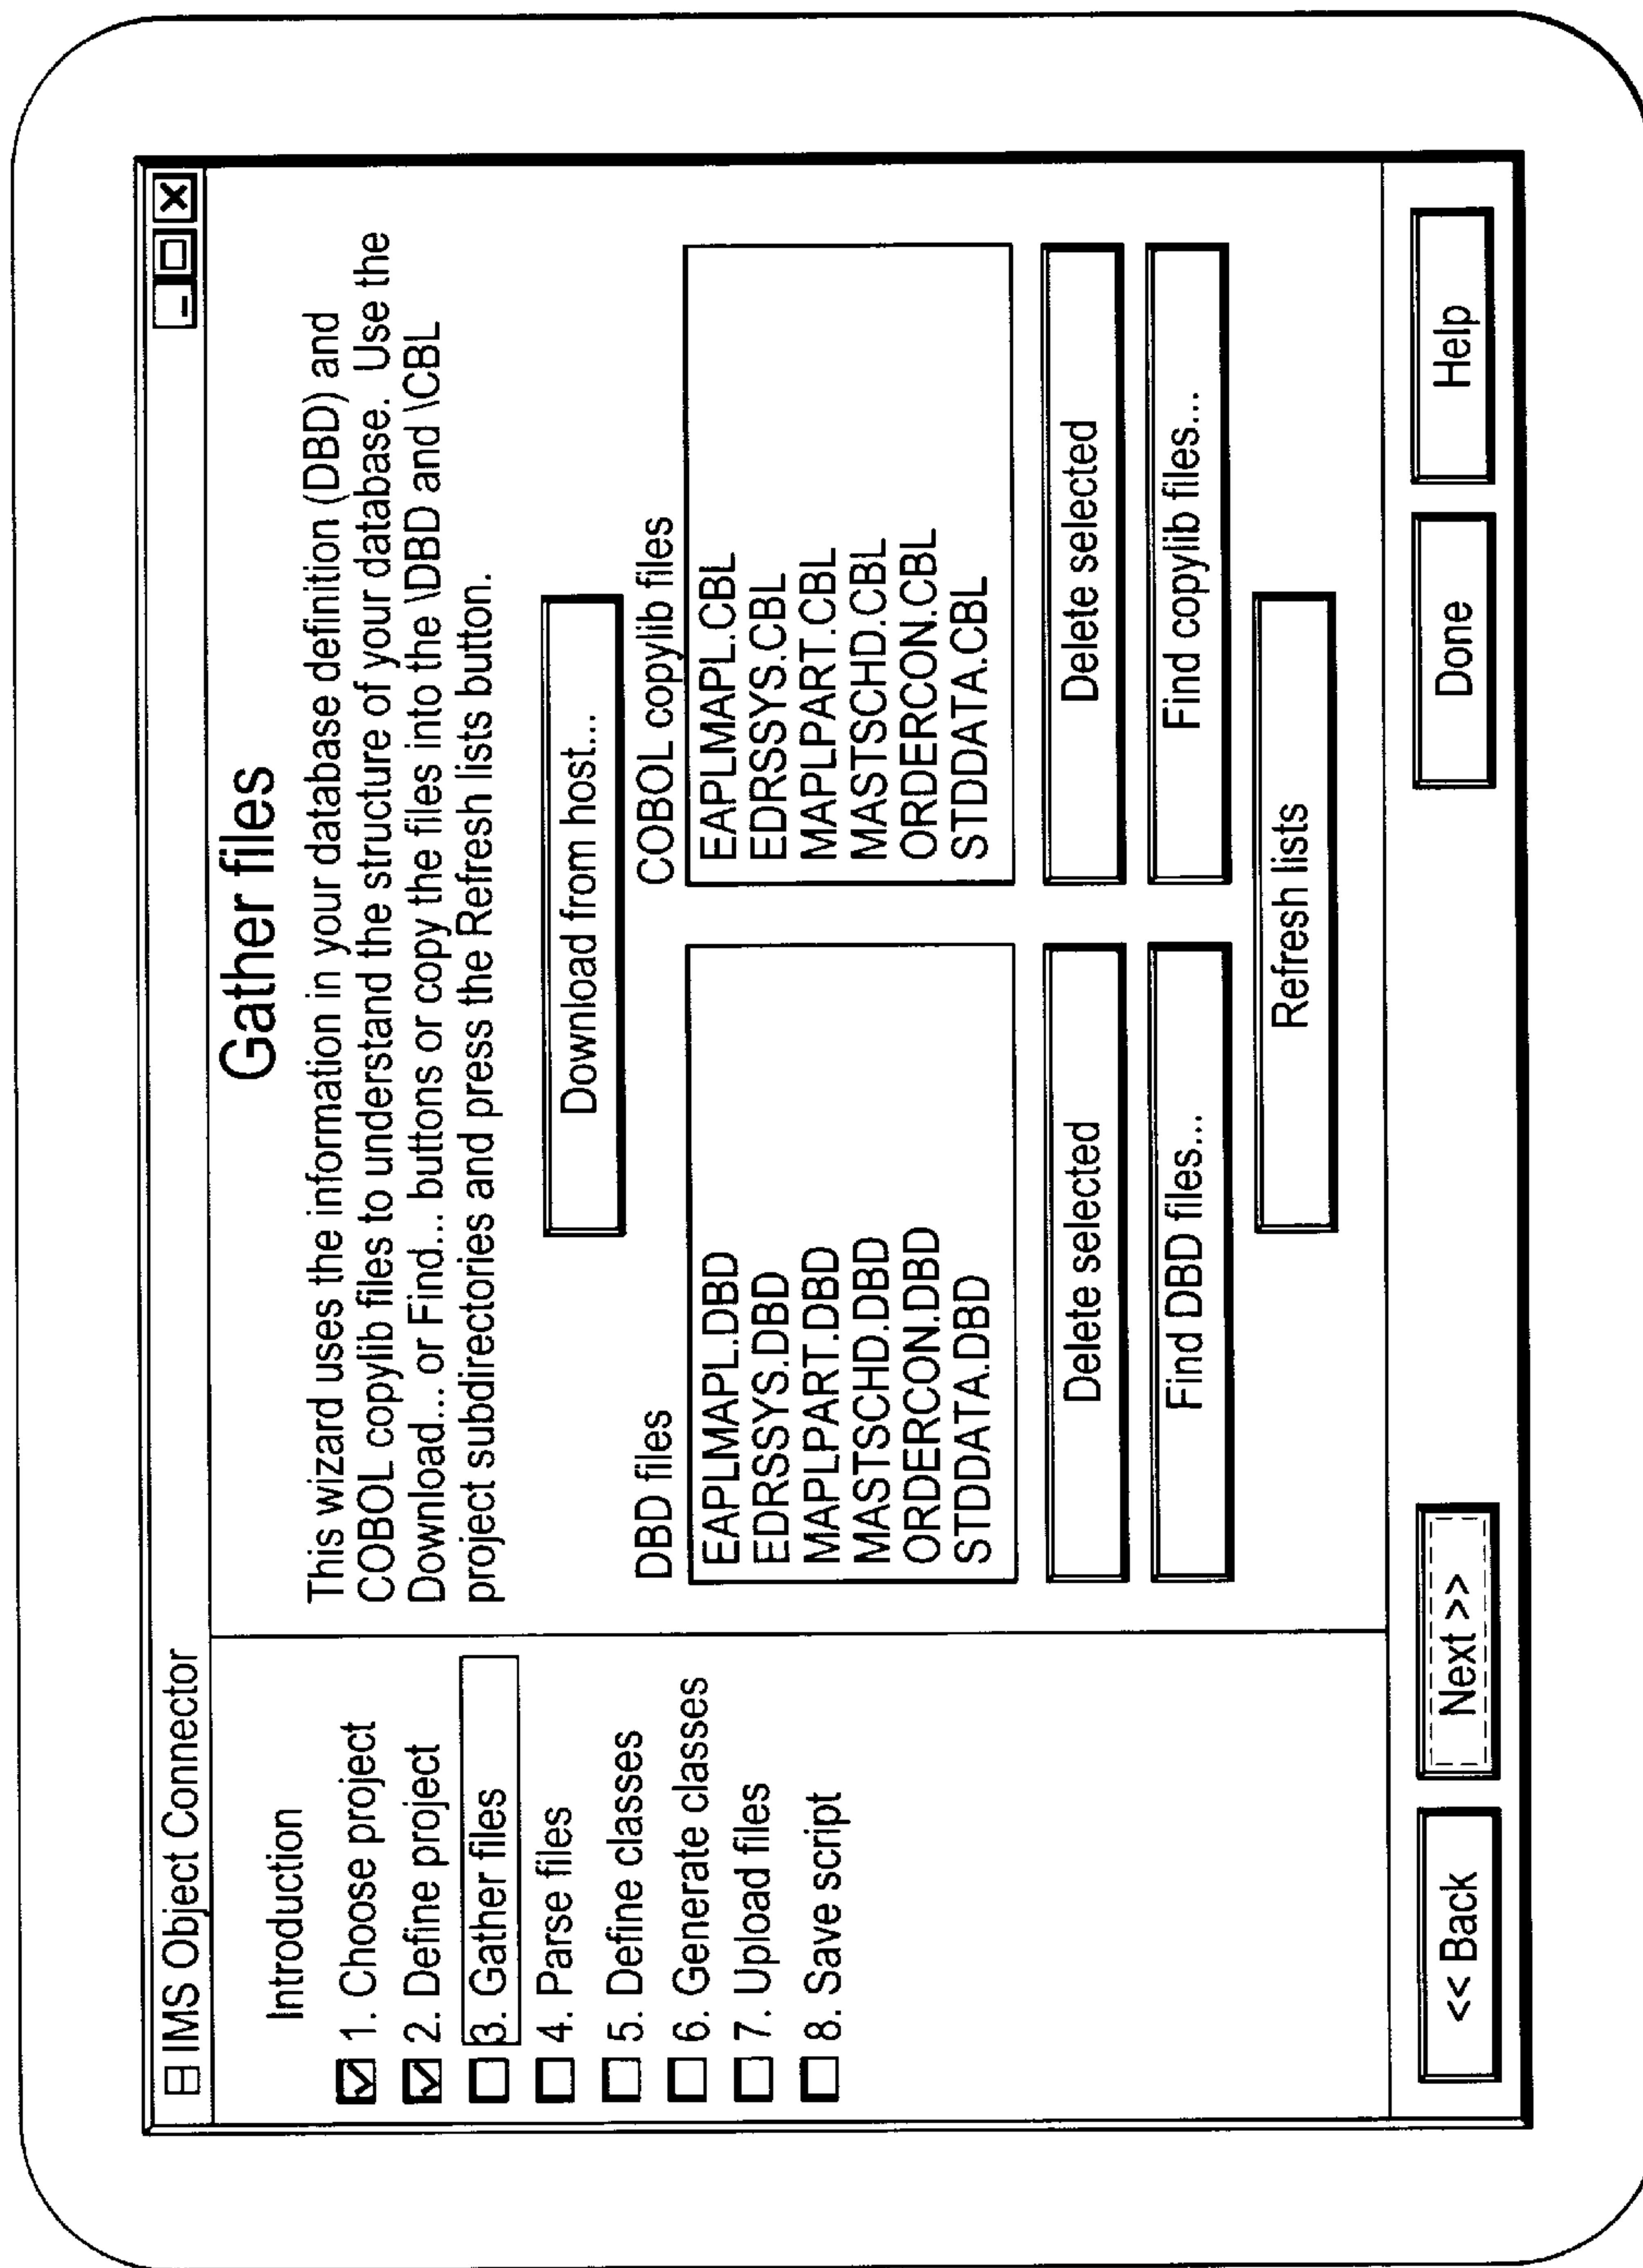 IMS Object Connector
Introduction
1. Choose project
2. Define project
3. Gather files
4. Parse files
5. Define classes
6. Generate classes
7. Upload files
8. Save script
Gather files
This wizard uses the information in your database definition (DBD) and
COBOL copylib files to understand the structure of your database. Use the
Download... or Find... buttons or copy the files into the \DBD and \CBL
project subdirectories and press the Refresh lists button.
Download from host...
DBD files
EAPLMAPL.DBD
EDRSSYS.DBD
MAPLPART.DBD
MASTSCHD.DBD
ORDERCON.DBD
STDDATA.DBD
Delete selected
Find DBD files...
COBOL copylib files
EAPLMAPL.CBL
EDRSSYS.CBL
MAPLPART.CBL
MASTSCHD.CBL
ORDERCON.CBL
STDDATA.CBL
Delete selected
Find copylib files...
Refresh lists
<< Back
Next >>
Done
Help